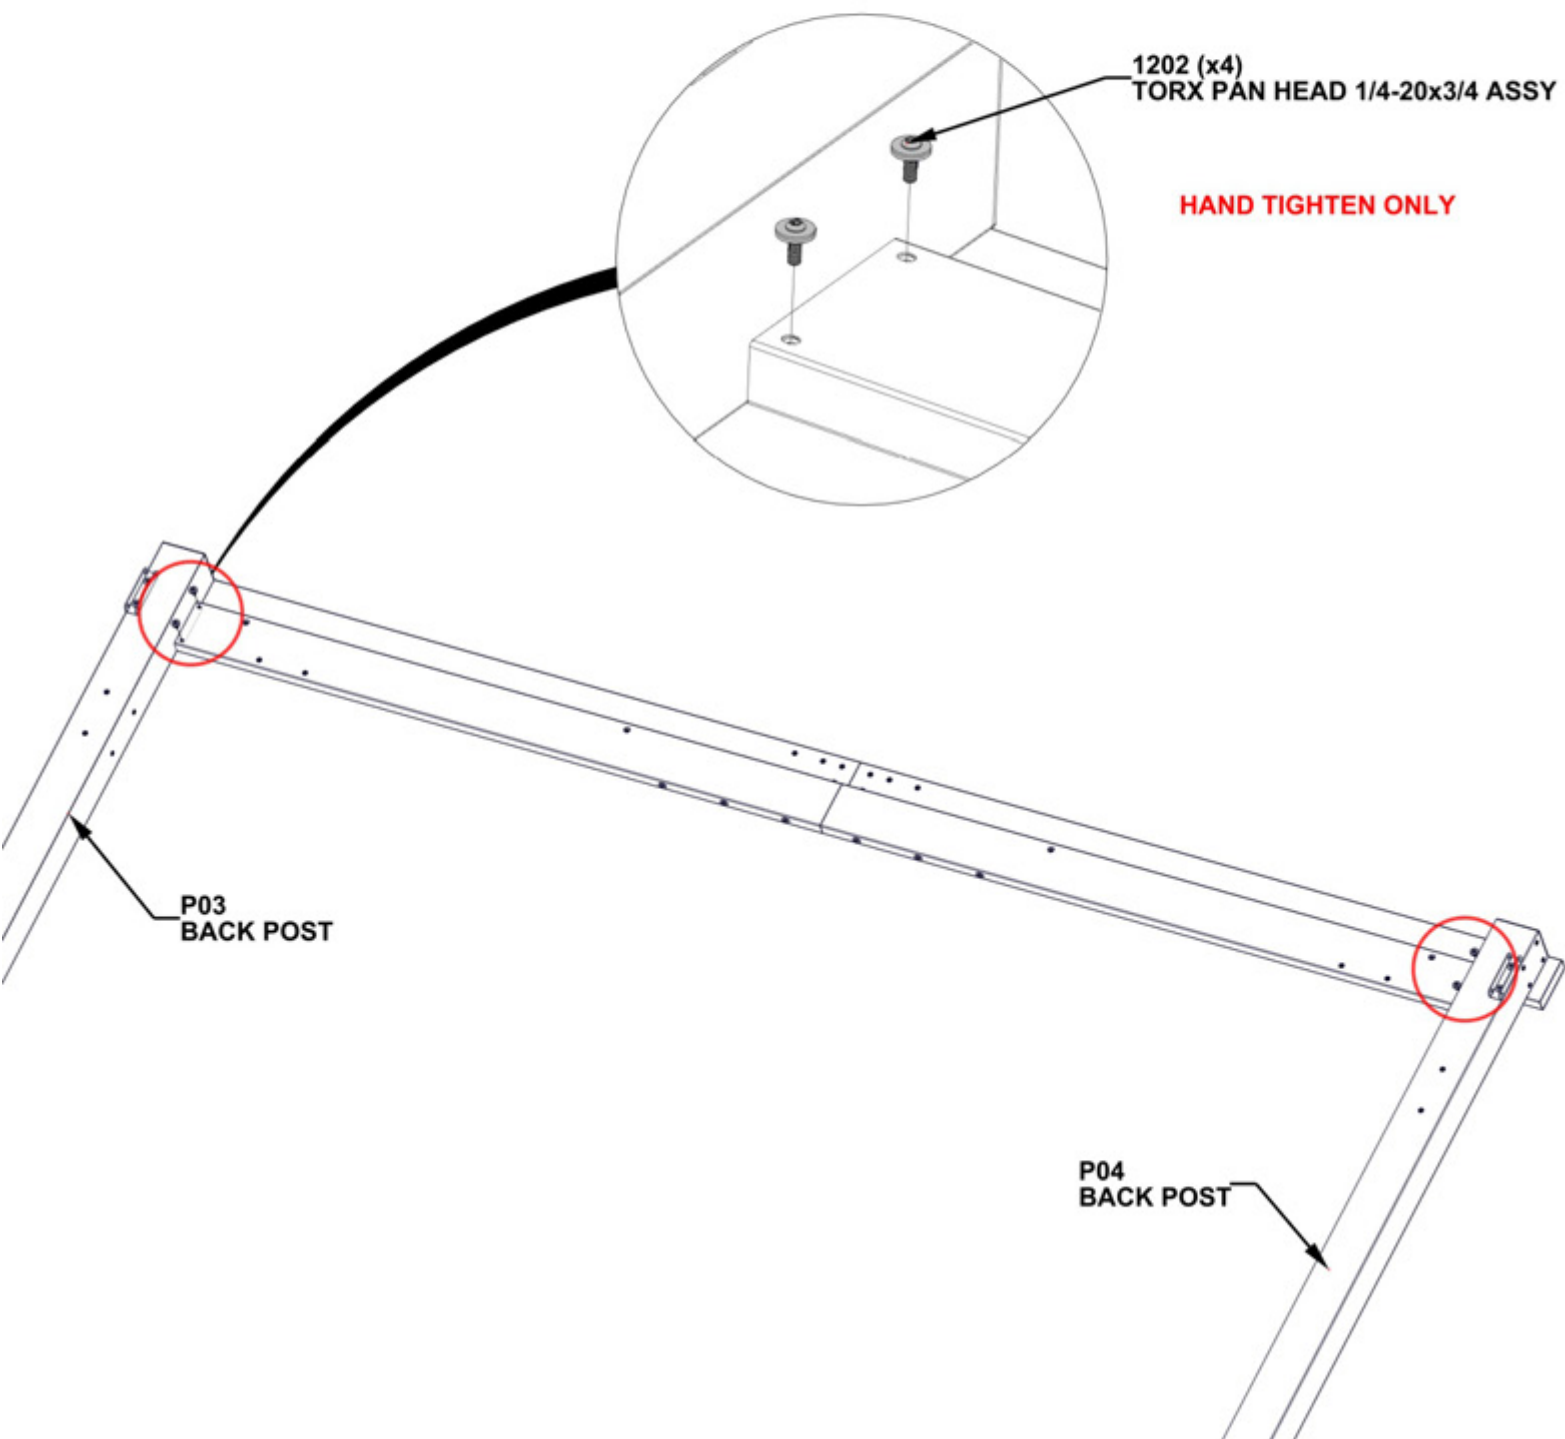 1202 (x4)
TORX PAN HEAD 1/4-20x3/4 ASSY
HAND TIGHTEN ONLY
P03
BACK POST
P04
BACK POST